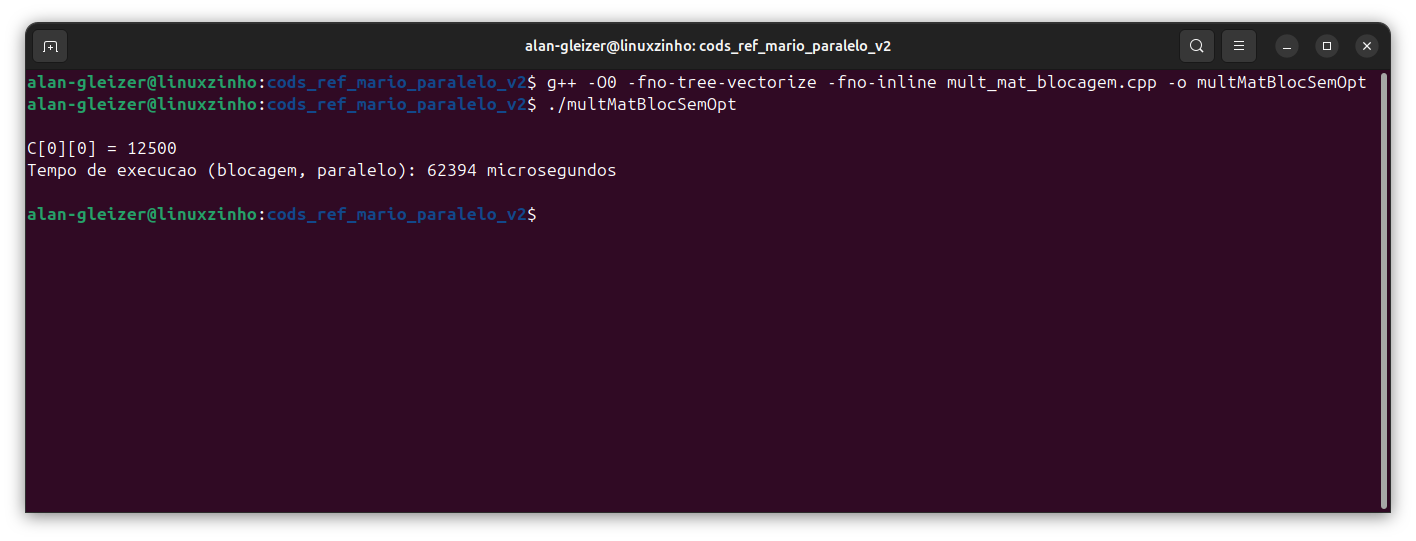 alan-gleizer@linuxzinho: cods_ref_mario_paralelo_v2
alan-gleizer@linuxzinho:cods_ref_mario_paralelo_v2$ g++ -O0 -fno-tree-vectorize -fno-inline mult_mat_blocagem.cpp -o multMatBlocSemOpt
alan-gleizer@linuxzinho:cods_ref_mario_paralelo_v2$ ./multMatBlocSemOpt
C[0][0] = 12500
Tempo de execucao (blocagem, paralelo): 62394 microsegundos
alan-gleizer@linuxzinho:cods_ref_mario_paralelo_v2$